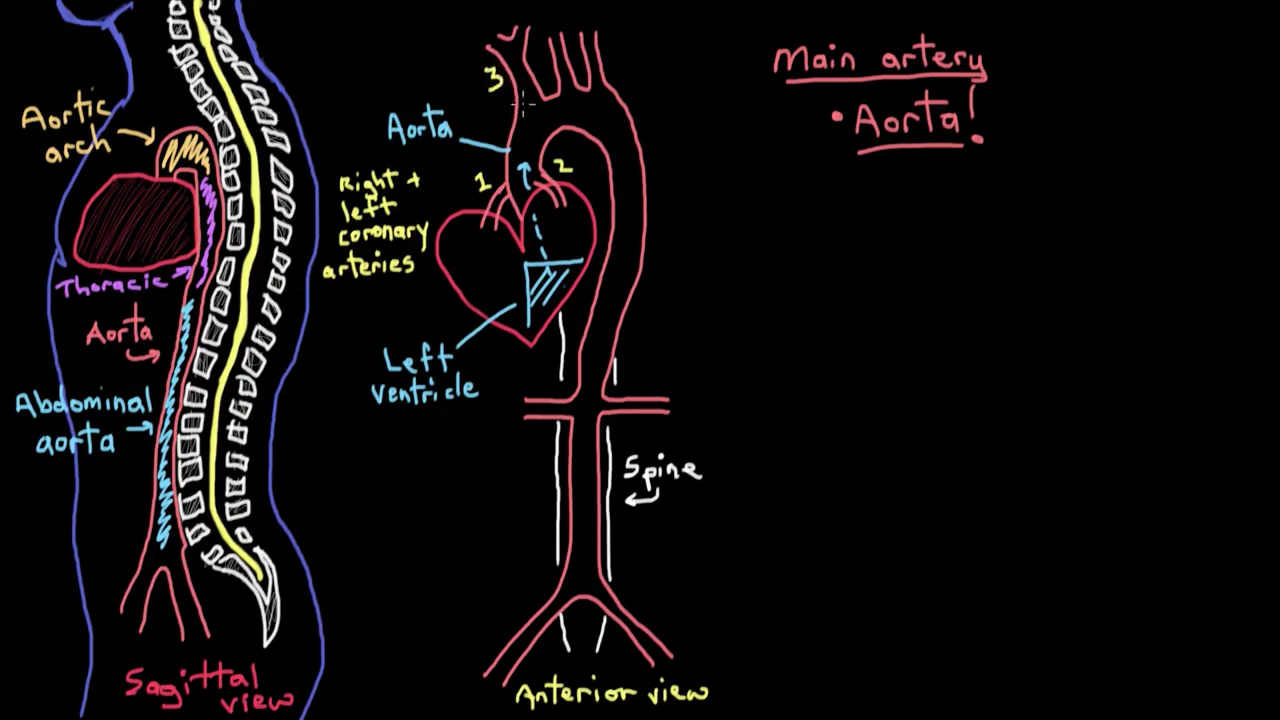 Aortic
arch
Thoracic
Aorta
Abdominal
aorta
Sagittal
view
3
Aorta
1
2
Right +
left
coronary
arteries
Left
ventricle
Spine
Anterior view
Main artery
• Aorta!